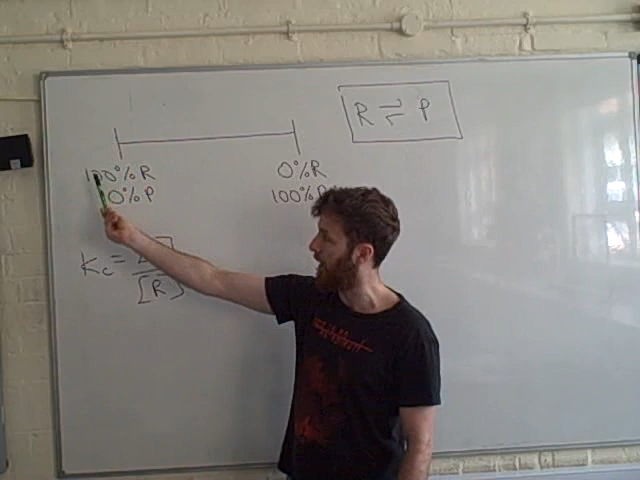 R ⇌ P
100%R
0%P
0%R
100%P
Kc = [ ]
[R]